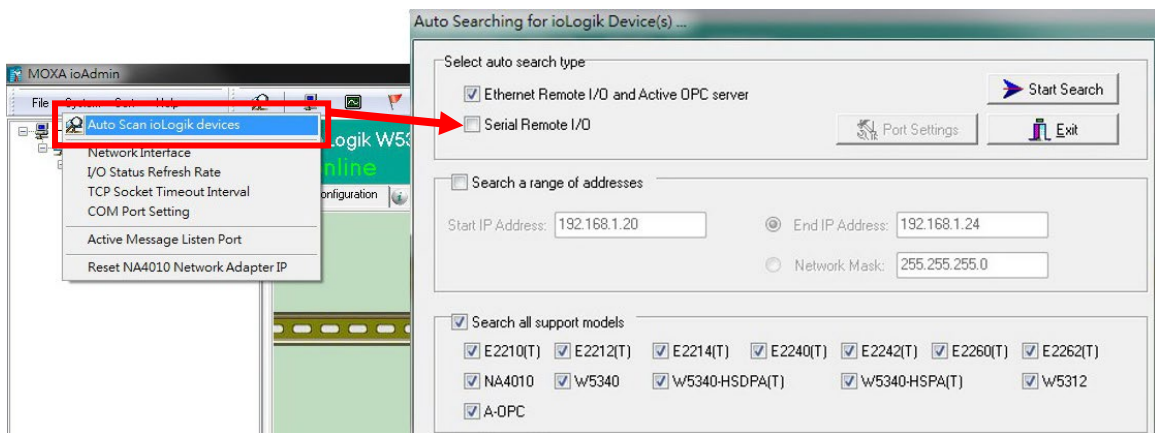 Auto Searching for ioLogik Device(s) ...
Select auto search type
Ethernet Remote I/O and Active OPC server
Start Search
Serial Remote I/O
Port Settings
Exit
Search a range of addresses
Start IP Address: 192.168.1.20
End IP Address: 192.168.1.24
Network Mask: 255.255.255.0
Search all support models
E2210(T) E2212(T) E2214(T) E2240(T) E2242(T) E2260(T) E2262(T)
NA4010 W5340 W5340-HSDPA(T) W5340-HSPA(T) W5312
A-OPC
MOXA ioAdmin
File System Sort Help
Auto Scan ioLogik devices
Network Interface
I/O Status Refresh Rate
TCP Socket Timeout Interval
COM Port Setting
Active Message Listen Port
Reset NA4010 Network Adapter IP
ogik W53
nline
onfiguration